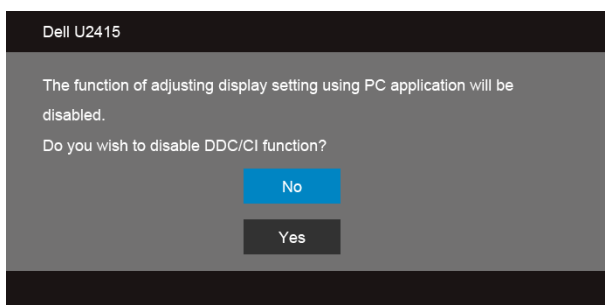 Dell U2415
The function of adjusting display setting using PC application will be
disabled.
Do you wish to disable DDC/CI function?
No
Yes